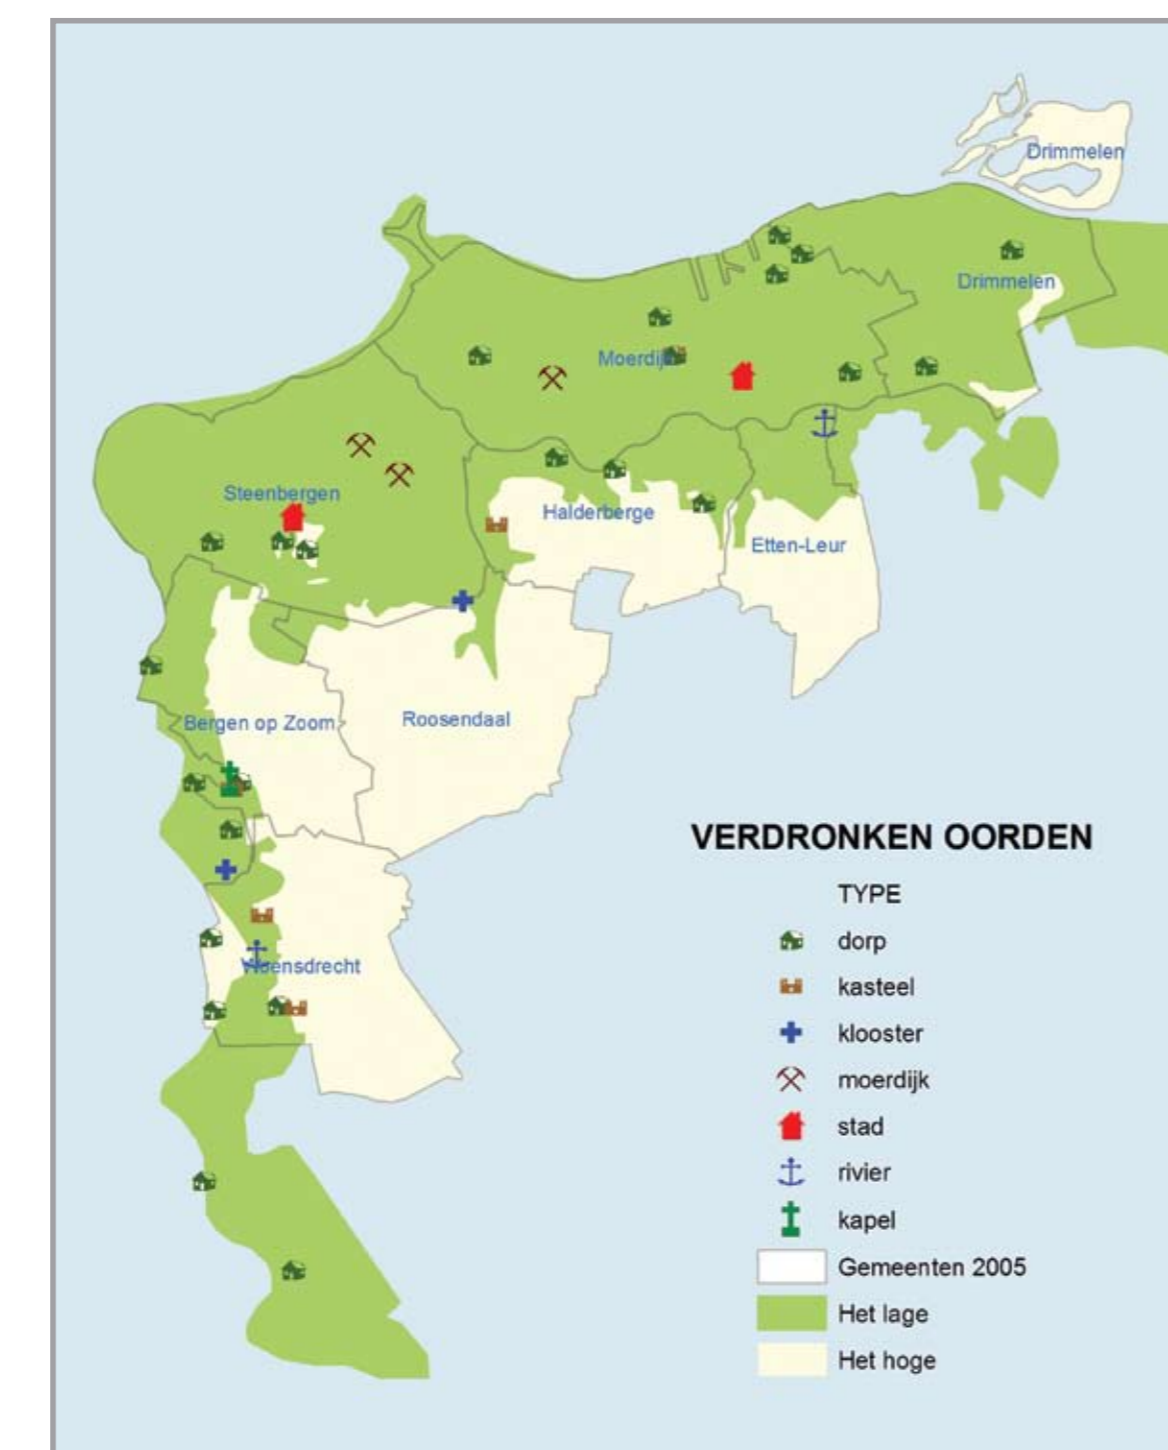 Drimmelen
Drimmelen
Moerdijk
Steenbergen
Halderberge
Etten-Leur
Bergen op Zoom
Roosendaal
VERDRONKEN OORDEN
TYPE
dorp
Woensdrecht
kasteel
klooster
moerdijk
stad
rivier
kapel
Gemeenten 2005
Het lage
Het hoge